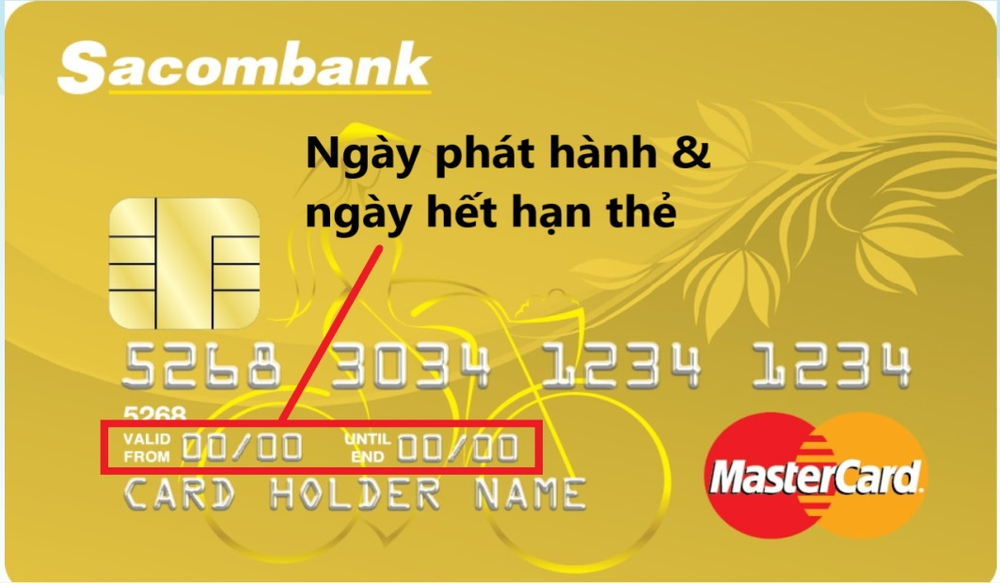 Sacombank
Ngày phát hành &
ngày hết hạn thẻ
5268 3034 1234 1234
5268
VALID FROM 00/00 UNTIL END 00/00
CARD HOLDER NAME
MasterCard.